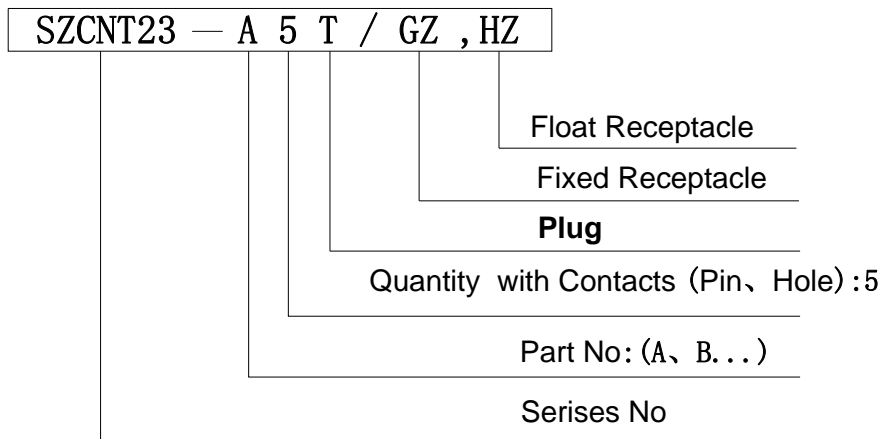 SZCNT23 — A 5 T / GZ ,HZ
Float Receptacle
Fixed Receptacle
Plug
Quantity with Contacts (Pin、Hole):5
Part No:(A、B...)
Serises No